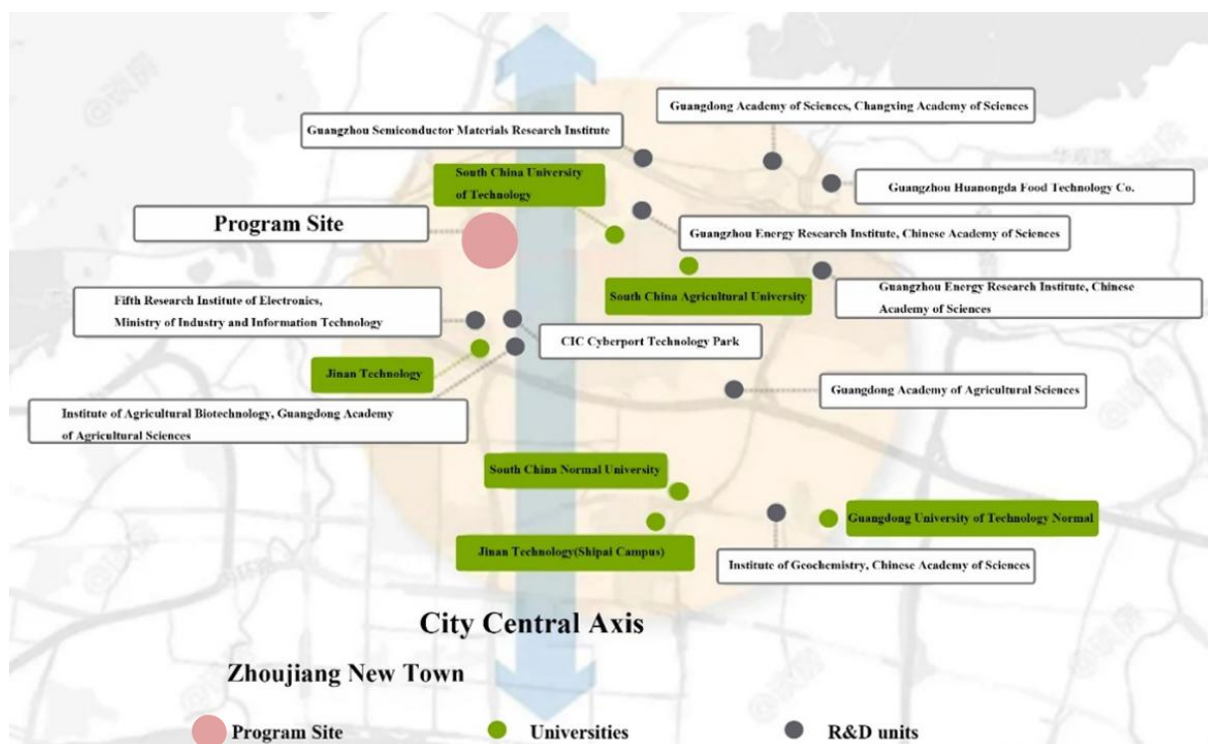 Guangdong Academy of Sciences, Changxing Academy of Sciences
Guangzhou Semiconductor Materials Research Institute
South China University
of Technology
Guangzhou Huanongda Food Technology Co.
Program Site
Guangzhou Energy Research Institute, Chinese Academy of Sciences
South China Agricultural University
Guangzhou Energy Research Institute, Chinese
Academy of Sciences
Fifth Research Institute of Electronics,
Ministry of Industry and Information Technology
CIC Cyberport Technology Park
Jinan Technology
Guangdong Academy of Agricultural Sciences
Institute of Agricultural Biotechnology, Guangdong Academy
of Agricultural Sciences
South China Normal University
Guangdong University of Technology Normal
Jinan Technology(Shipai Campus)
Institute of Geochemistry, Chinese Academy of Sciences
City Central Axis
Zhoujiang New Town
Program Site
Universities
R&D units